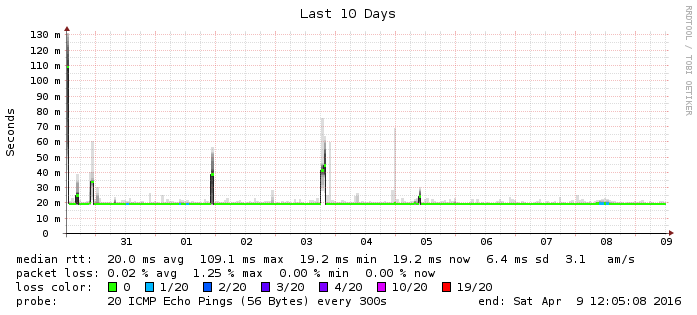 Last 10 Days
RRDTOOL / TOBI OETIKER
Seconds
130 m
120 m
110 m
100 m
90 m
80 m
70 m
60 m
50 m
40 m
30 m
20 m
10 m
0
31 01 02 03 04 05 06 07 08 09
median rtt: 20.0 ms avg 109.1 ms max 19.2 ms min 19.2 ms now 6.4 ms sd 3.1 am/s
packet loss: 0.02 % avg 1.25 % max 0.00 % min 0.00 % now
loss color: 0 1/20 2/20 3/20 4/20 10/20 19/20
probe: 20 ICMP Echo Pings (56 Bytes) every 300s end: Sat Apr 9 12:05:08 2016